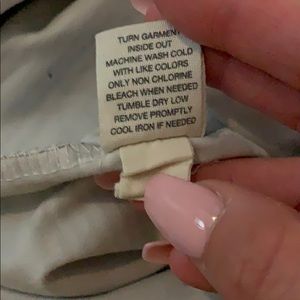 TURN GARMENT
INSIDE OUT
MACHINE WASH COLD
WITH LIKE COLORS
ONLY NON CHLORINE
BLEACH WHEN NEEDED
TUMBLE DRY LOW
REMOVE PROMPTLY
COOL IRON IF NEEDED